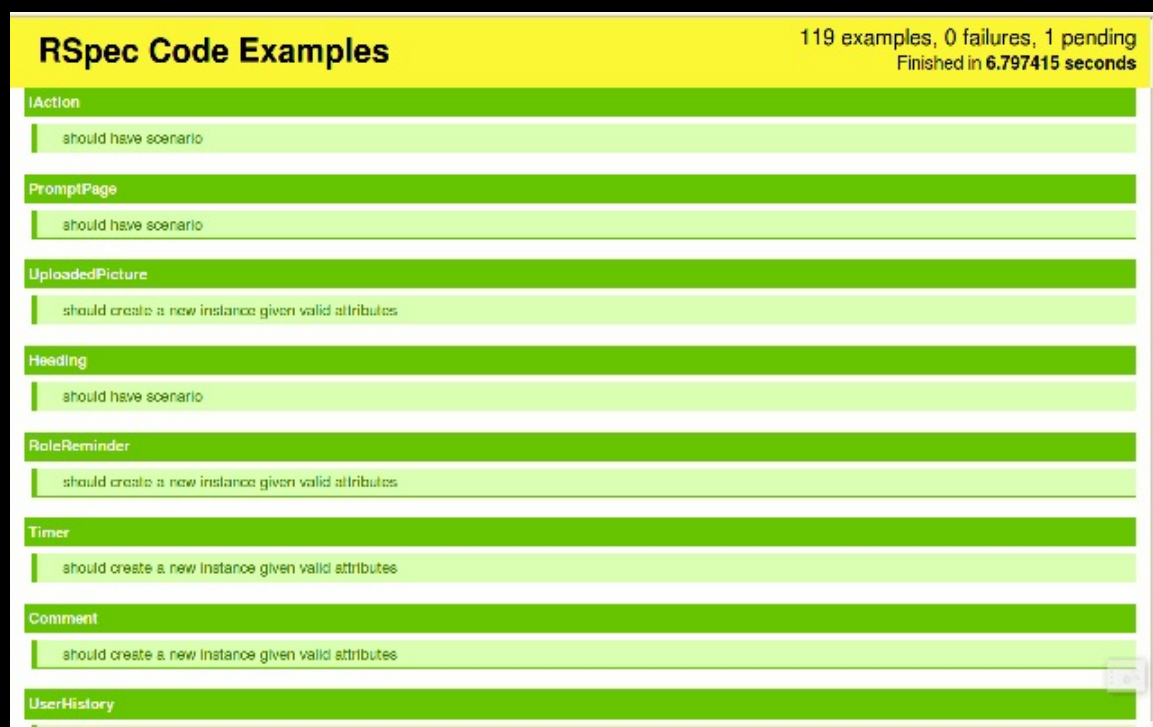 RSpec Code Examples
119 examples, 0 failures, 1 pending
Finished in 6.797415 seconds
IAction
should have scenario
PromptPage
should have scenario
UploadedPicture
should create a new instance given valid attributes
Heading
should have scenario
RoleReminder
should create a new instance given valid attributes
Timer
should create a new instance given valid attributes
Comment
should create a new instance given valid attributes
UserHistory